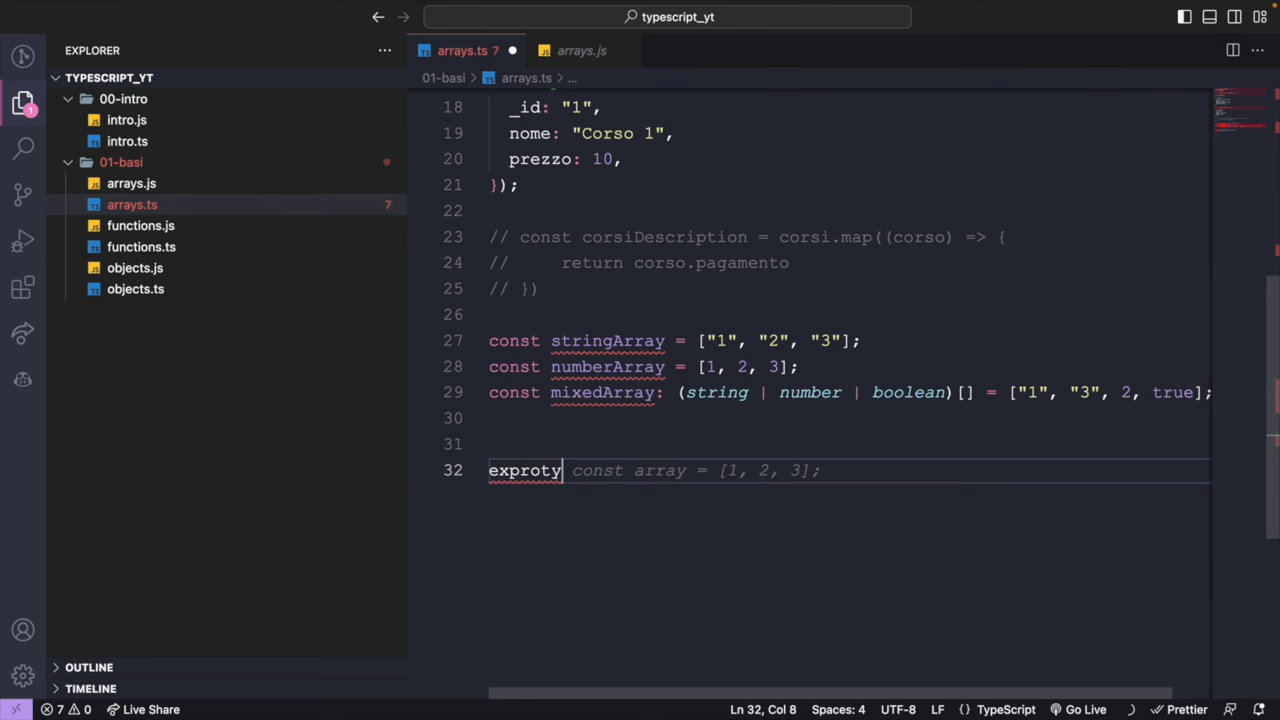 typescript_yt
EXPLORER
arrays.ts 7
arrays.js
TYPESCRIPT_YT
01-basi > arrays.ts > ...
00-intro
intro.js
intro.ts
01-basi
arrays.js
arrays.ts 7
functions.js
functions.ts
objects.js
objects.ts
18 _id: "1",
19 nome: "Corso 1",
20 prezzo: 10,
21 });
22
23 // const corsiDescription = corsi.map((corso) => {
24 // return corso.pagamento
25 // })
26
27 const stringArray = ["1", "2", "3"];
28 const numberArray = [1, 2, 3];
29 const mixedArray: (string | number | boolean)[] = ["1", "3", 2, true];
30
31
32 exproty const array = [1, 2, 3];
1
OUTLINE
TIMELINE
7 0 Live Share Ln 32, Col 8 Spaces: 4 UTF-8 LF {} TypeScript Go Live Prettier